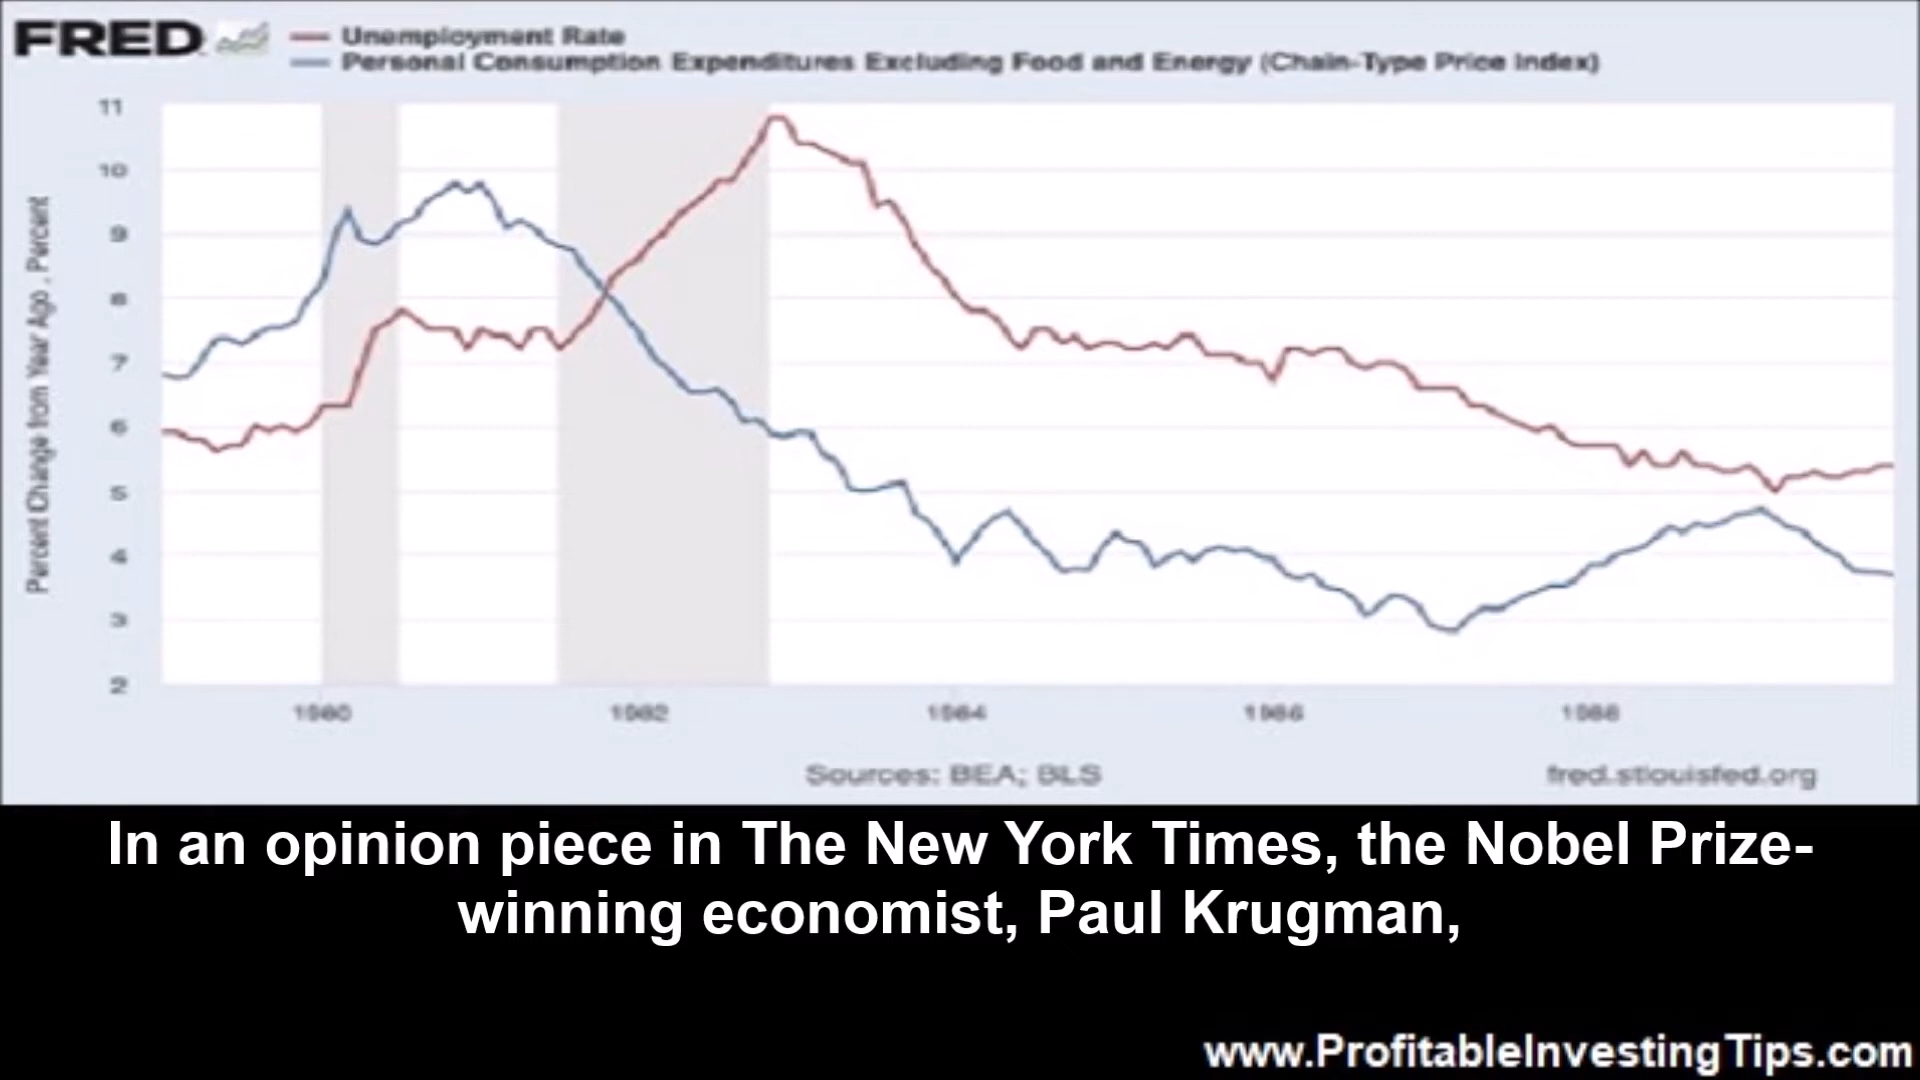 FRED
Unemployment Rate
Personal Consumption Expenditures Excluding Food and Energy (Chain-Type Price Index)
Percent Change from Year Ago , Percent
11
10
9
8
7
6
5
4
3
2
1980
1982
1984
1986
1988
Sources: BEA; BLS
fred.stlouisfed.org
In an opinion piece in The New York Times, the Nobel Prize-
winning economist, Paul Krugman,
www.ProfitableInvestingTips.com